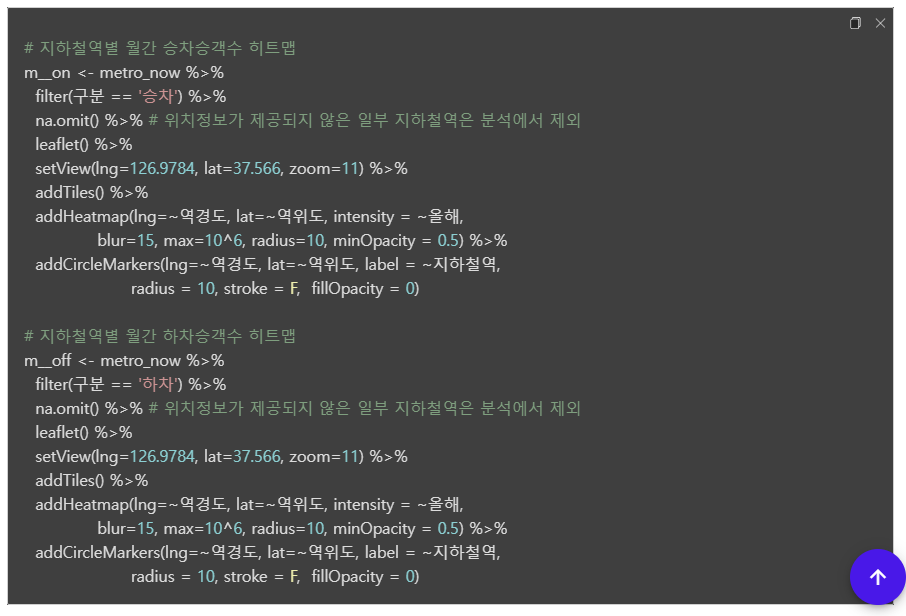 # 지하철역별 월간 승차승객수 히트맵
m__on <- metro_now %>%
  filter(구분 == '승차') %>%
  na.omit() %>% # 위치정보가 제공되지 않은 일부 지하철역은 분석에서 제외
  leaflet() %>%
  setView(lng=126.9784, lat=37.566, zoom=11) %>%
  addTiles() %>%
  addHeatmap(lng=~역경도, lat=~역위도, intensity = ~올해,
             blur=15, max=10^6, radius=10, minOpacity = 0.5) %>%
  addCircleMarkers(lng=~역경도, lat=~역위도, label = ~지하철역,
                   radius = 10, stroke = F,  fillOpacity = 0)

# 지하철역별 월간 하차승객수 히트맵
m__off <- metro_now %>%
  filter(구분 == '하차') %>%
  na.omit() %>% # 위치정보가 제공되지 않은 일부 지하철역은 분석에서 제외
  leaflet() %>%
  setView(lng=126.9784, lat=37.566, zoom=11) %>%
  addTiles() %>%
  addHeatmap(lng=~역경도, lat=~역위도, intensity = ~올해,
             blur=15, max=10^6, radius=10, minOpacity = 0.5) %>%
  addCircleMarkers(lng=~역경도, lat=~역위도, label = ~지하철역,
                   radius = 10, stroke = F,  fillOpacity = 0)